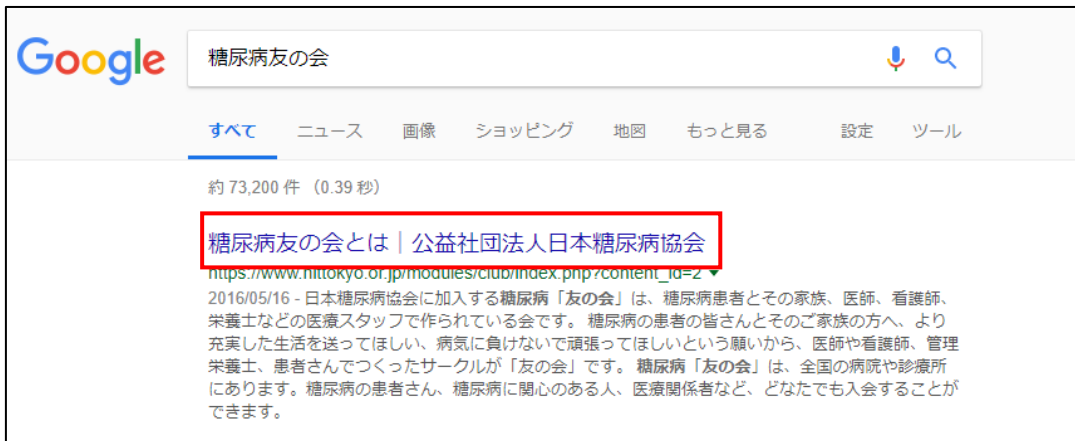 Google 糖尿病友の会
すべて ニュース 画像 ショッピング 地図 もっと見る 設定 ツール
約 73,200 件 （0.39 秒）
糖尿病友の会とは｜公益社団法人日本糖尿病協会
https://www.nittokyo.or.jp/modules/club/index.php?content_id=2 ▼
2016/05/16 - 日本糖尿病協会に加入する糖尿病「友の会」は、糖尿病患者とその家族、医師、看護師、
栄養士などの医療スタッフで作られている会です。 糖尿病の患者の皆さんとそのご家族の方へ、より
充実した生活を送ってほしい、病気に負けないで頑張ってほしいという願いから、医師や看護師、管理
栄養士、患者さんでつくったサークルが「友の会」です。 糖尿病「友の会」は、全国の病院や診療所
にあります。糖尿病の患者さん、糖尿病に関心のある人、医療関係者など、どなたでも入会することが
できます。